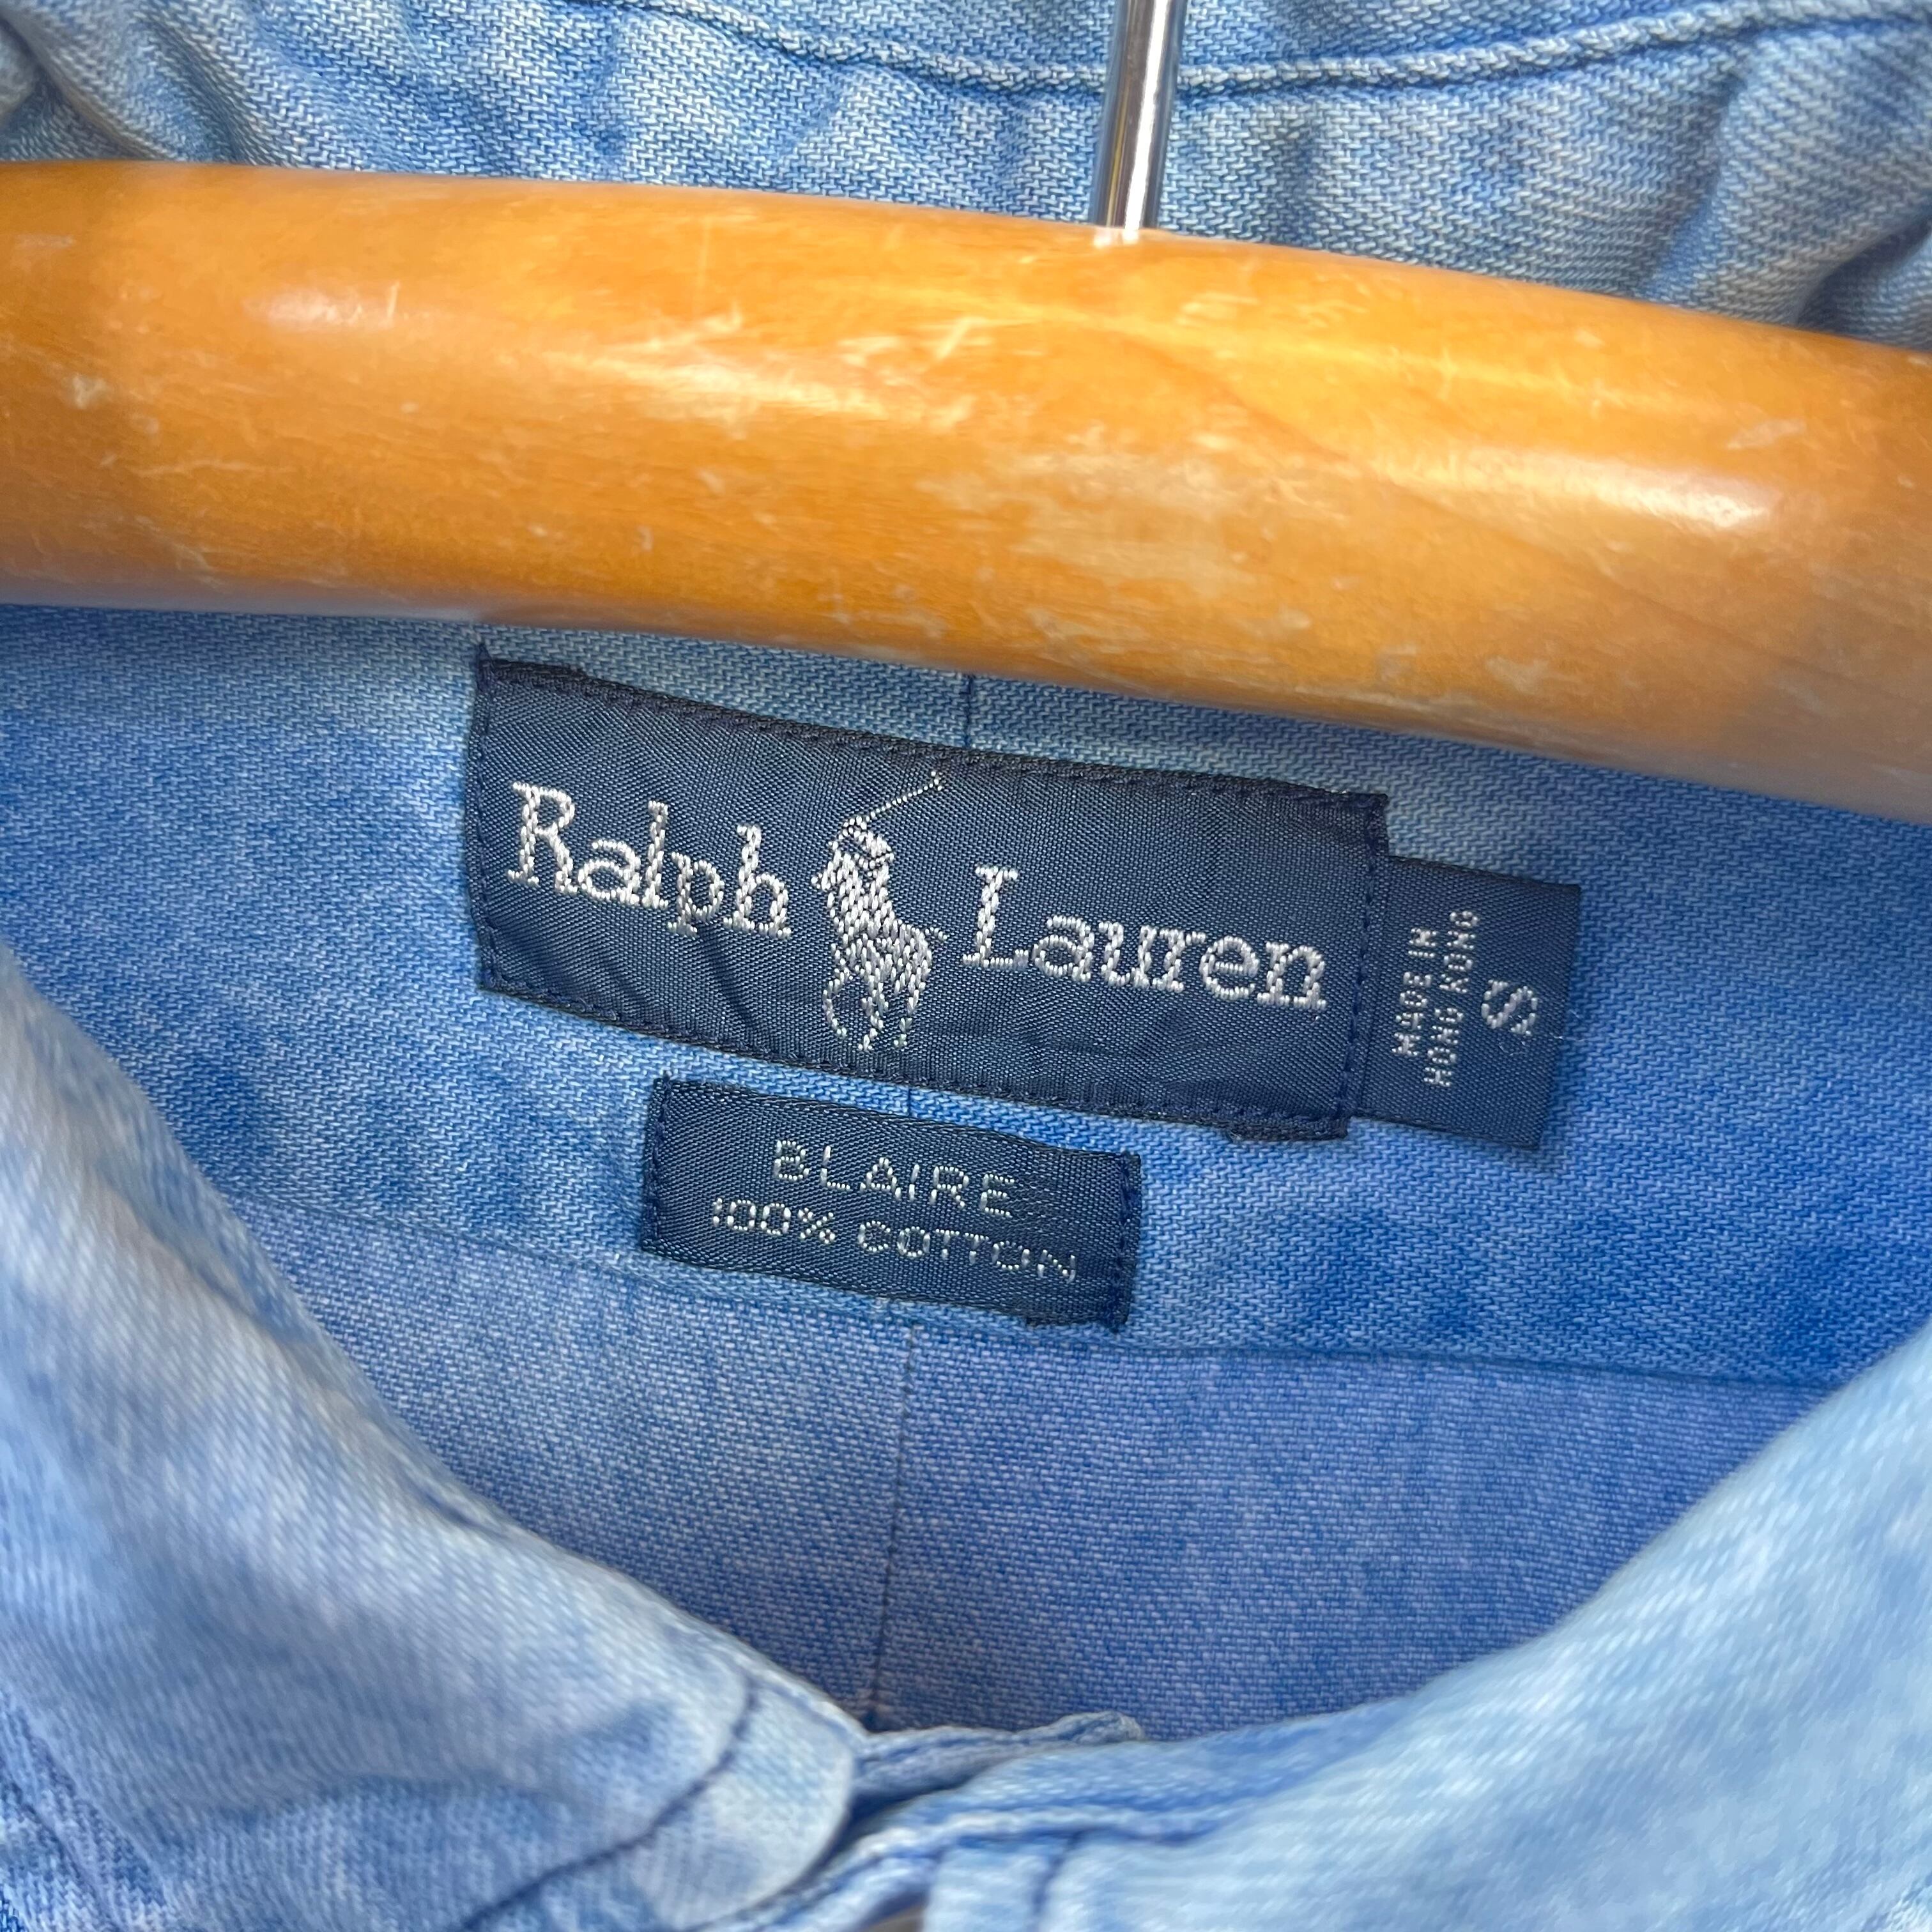 Ralph Lauren
MADE IN
HONG KONG
S
BLAIRE
100% COTTON